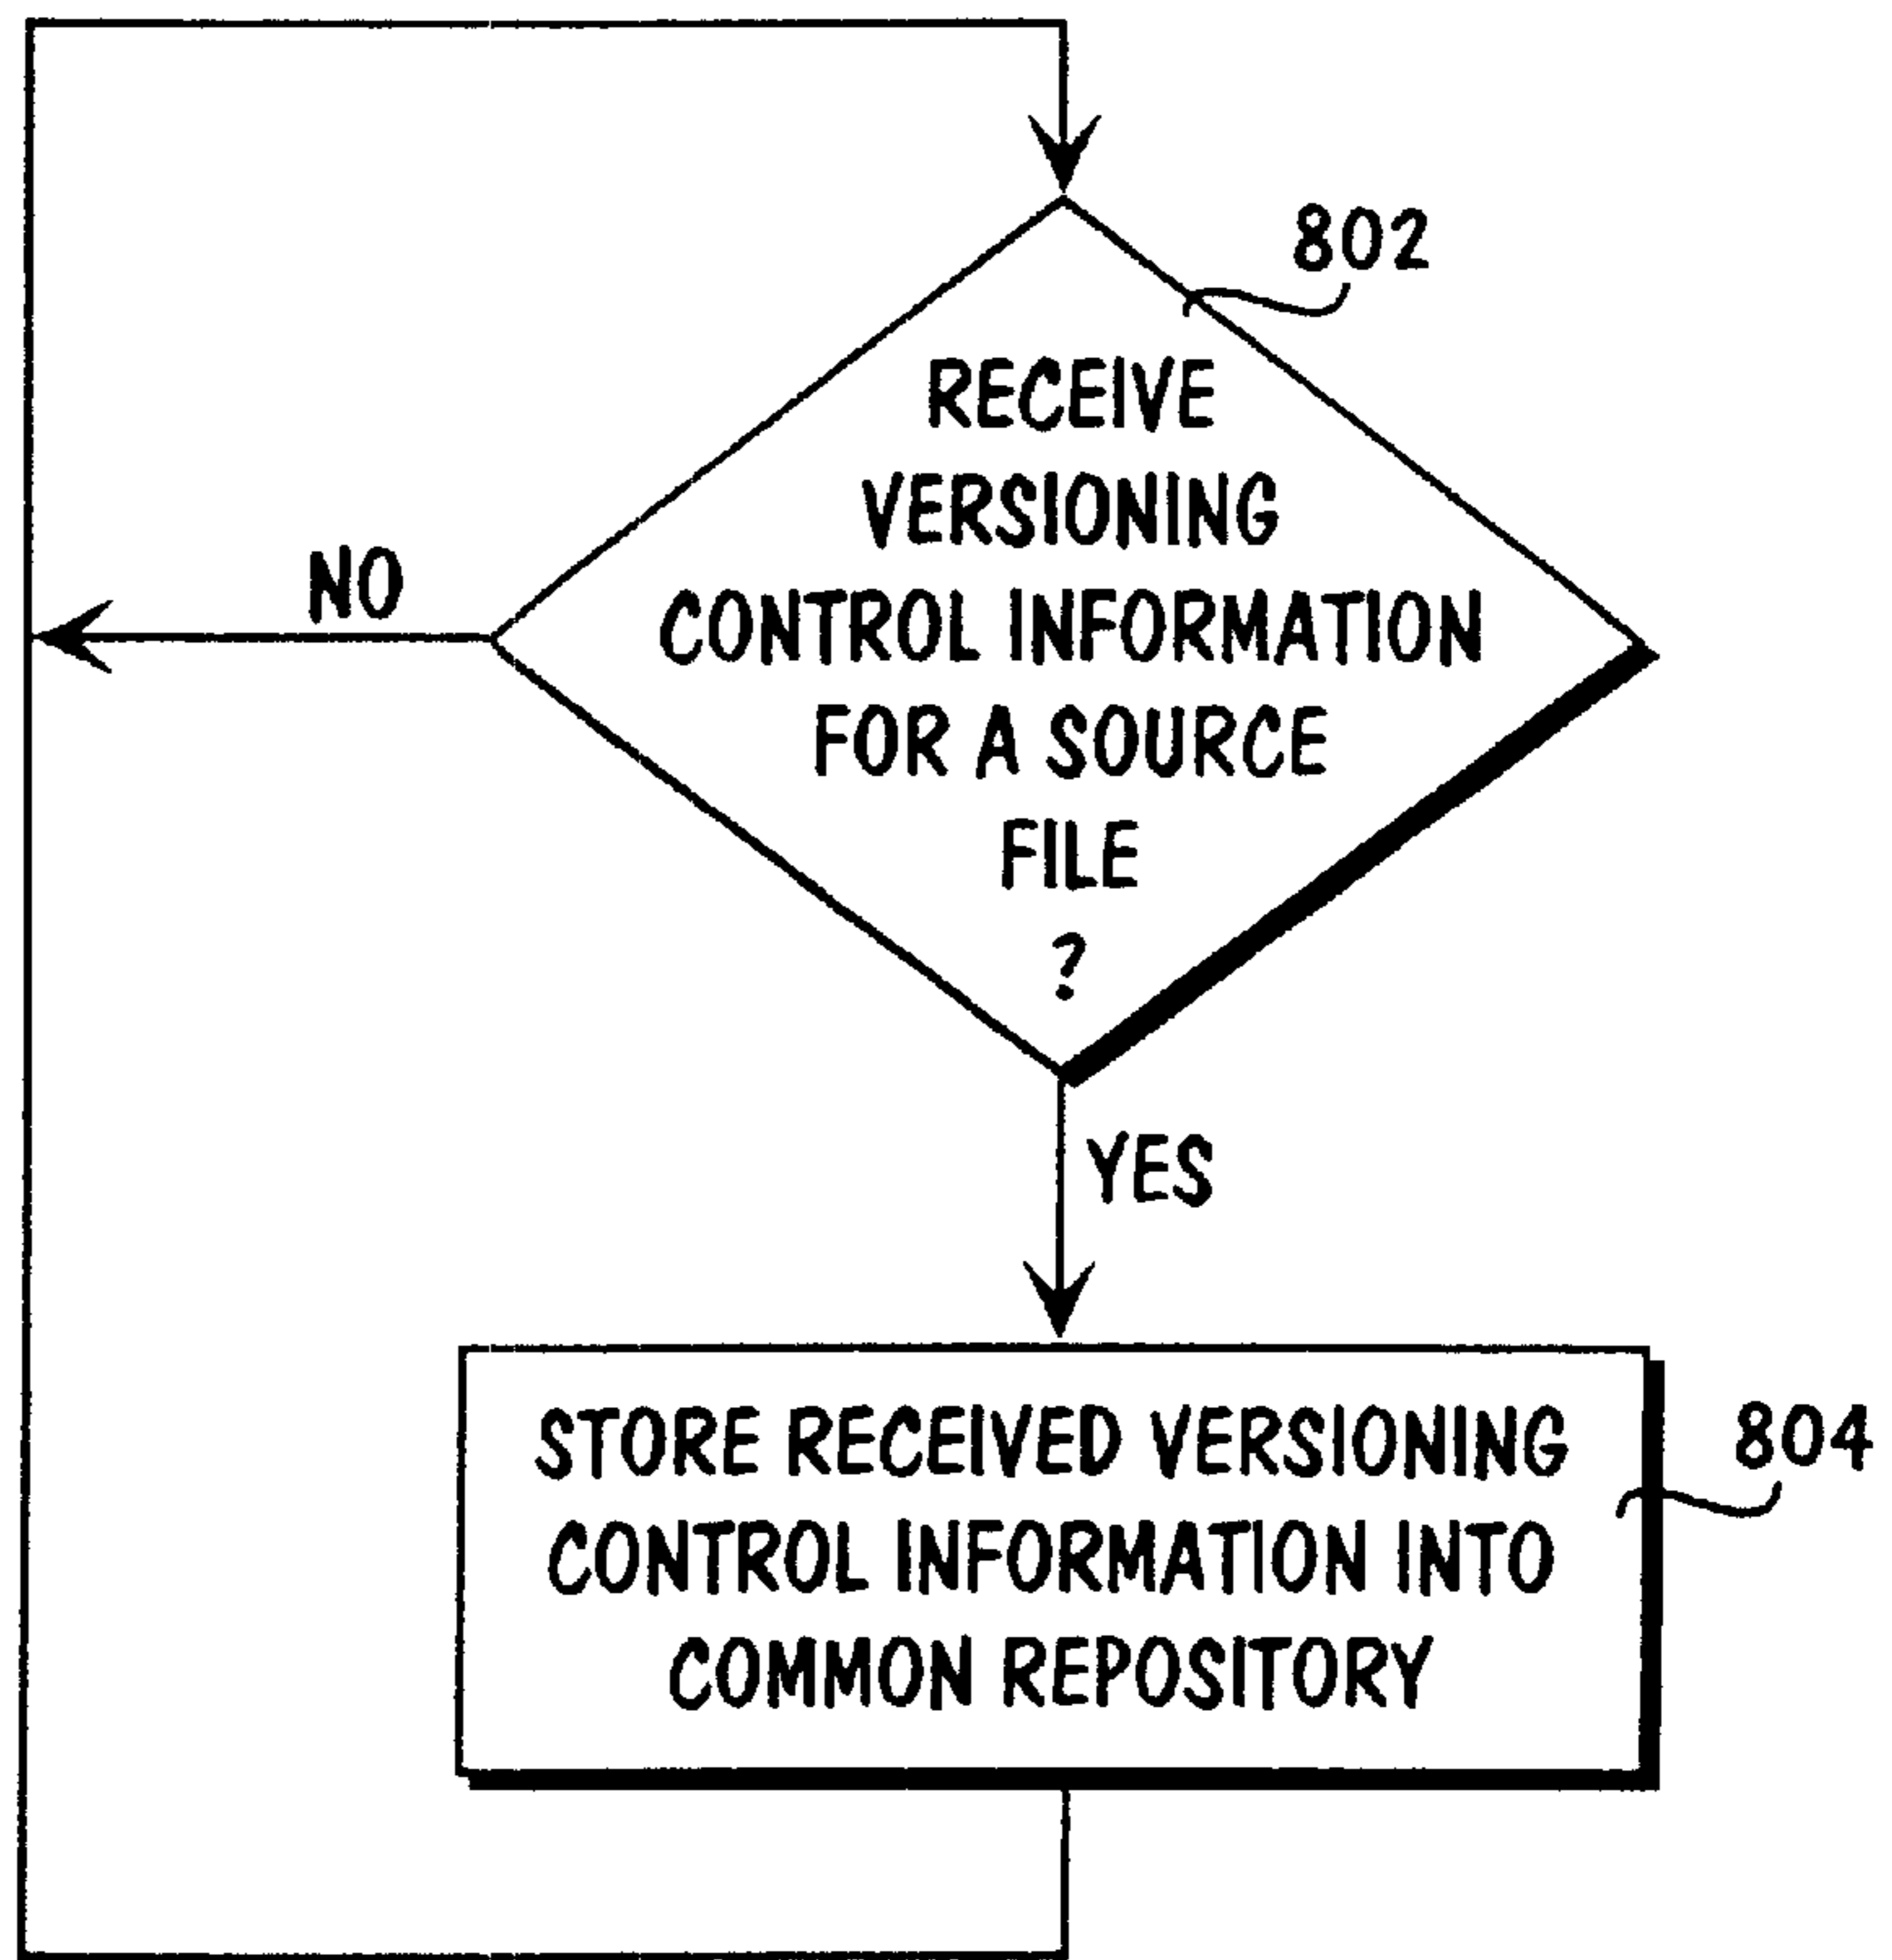 802
RECEIVE
VERSIONING
CONTROL INFORMATION
FOR A SOURCE
FILE
?
NO
YES
STORE RECEIVED VERSIONING
CONTROL INFORMATION INTO
COMMON REPOSITORY
804